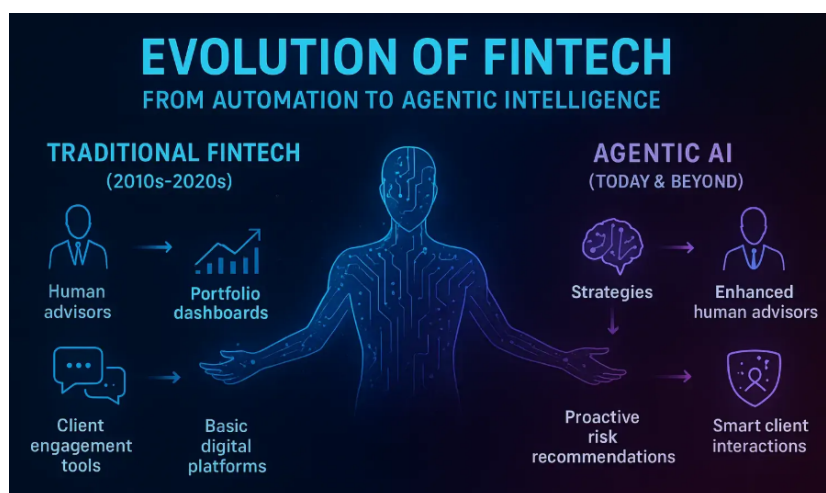 EVOLUTION OF FINTECH
FROM AUTOMATION TO AGENTIC INTELLIGENCE
TRADITIONAL FINTECH
(2010s-2020s)
Human
advisors
Portfolio
dashboards
Client
engagement
tools
Basic
digital
platforms
AGENTIC AI
(TODAY & BEYOND)
Strategies
Enhanced
human advisors
Proactive
risk
recommendations
Smart client
interactions